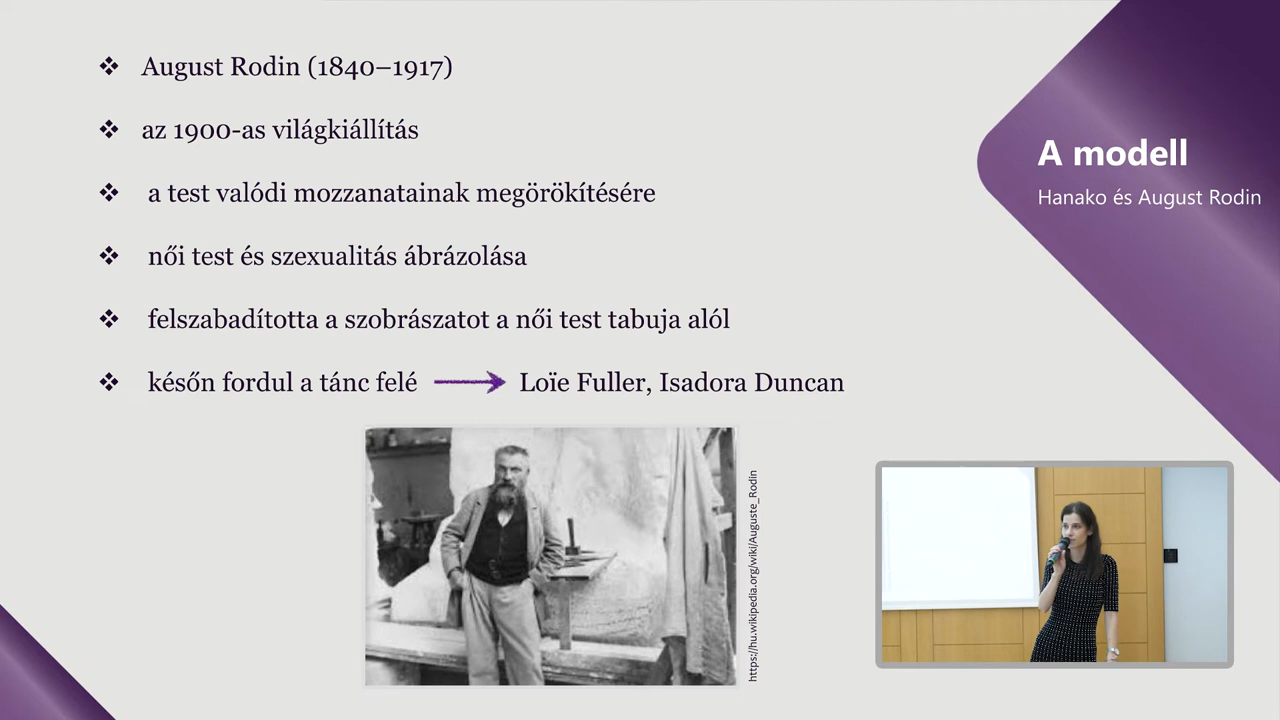 August Rodin (1840–1917)
az 1900-as világkiállítás
a test valódi mozzanatainak megörökítésére
női test és szexualitás ábrázolása
felszabadította a szobrászatot a női test tabuja alól
későn fordul a tánc felé → Loïe Fuller, Isadora Duncan
A modell
Hanako és August Rodin
https://hu.wikipedia.org/wiki/Auguste_Rodin